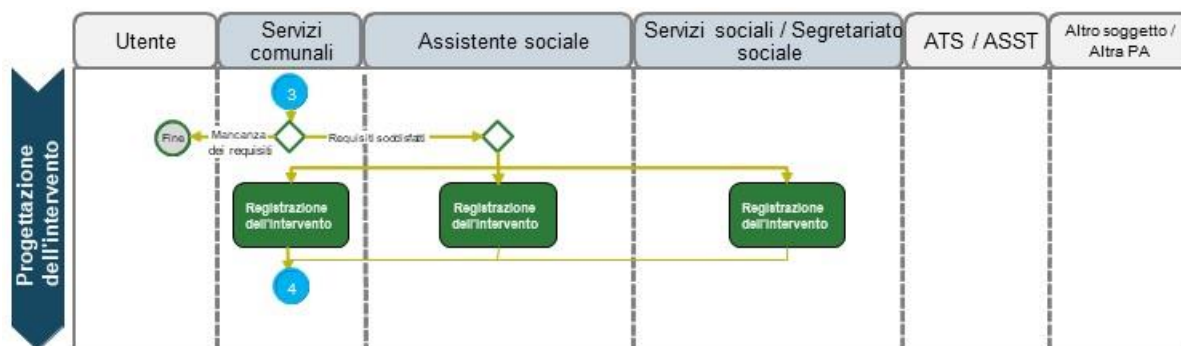 Utente
Servizi
comunali
Assistente sociale
Servizi sociali / Segretariato
sociale
ATS / ASST
Altro soggetto /
Altra PA
Progettazione
dell'intervento
3
Fine
Mancanza
dei requisiti
Requisiti soddisfatti
Registrazione
dell'intervento
Registrazione
dell'intervento
Registrazione
dell'intervento
4